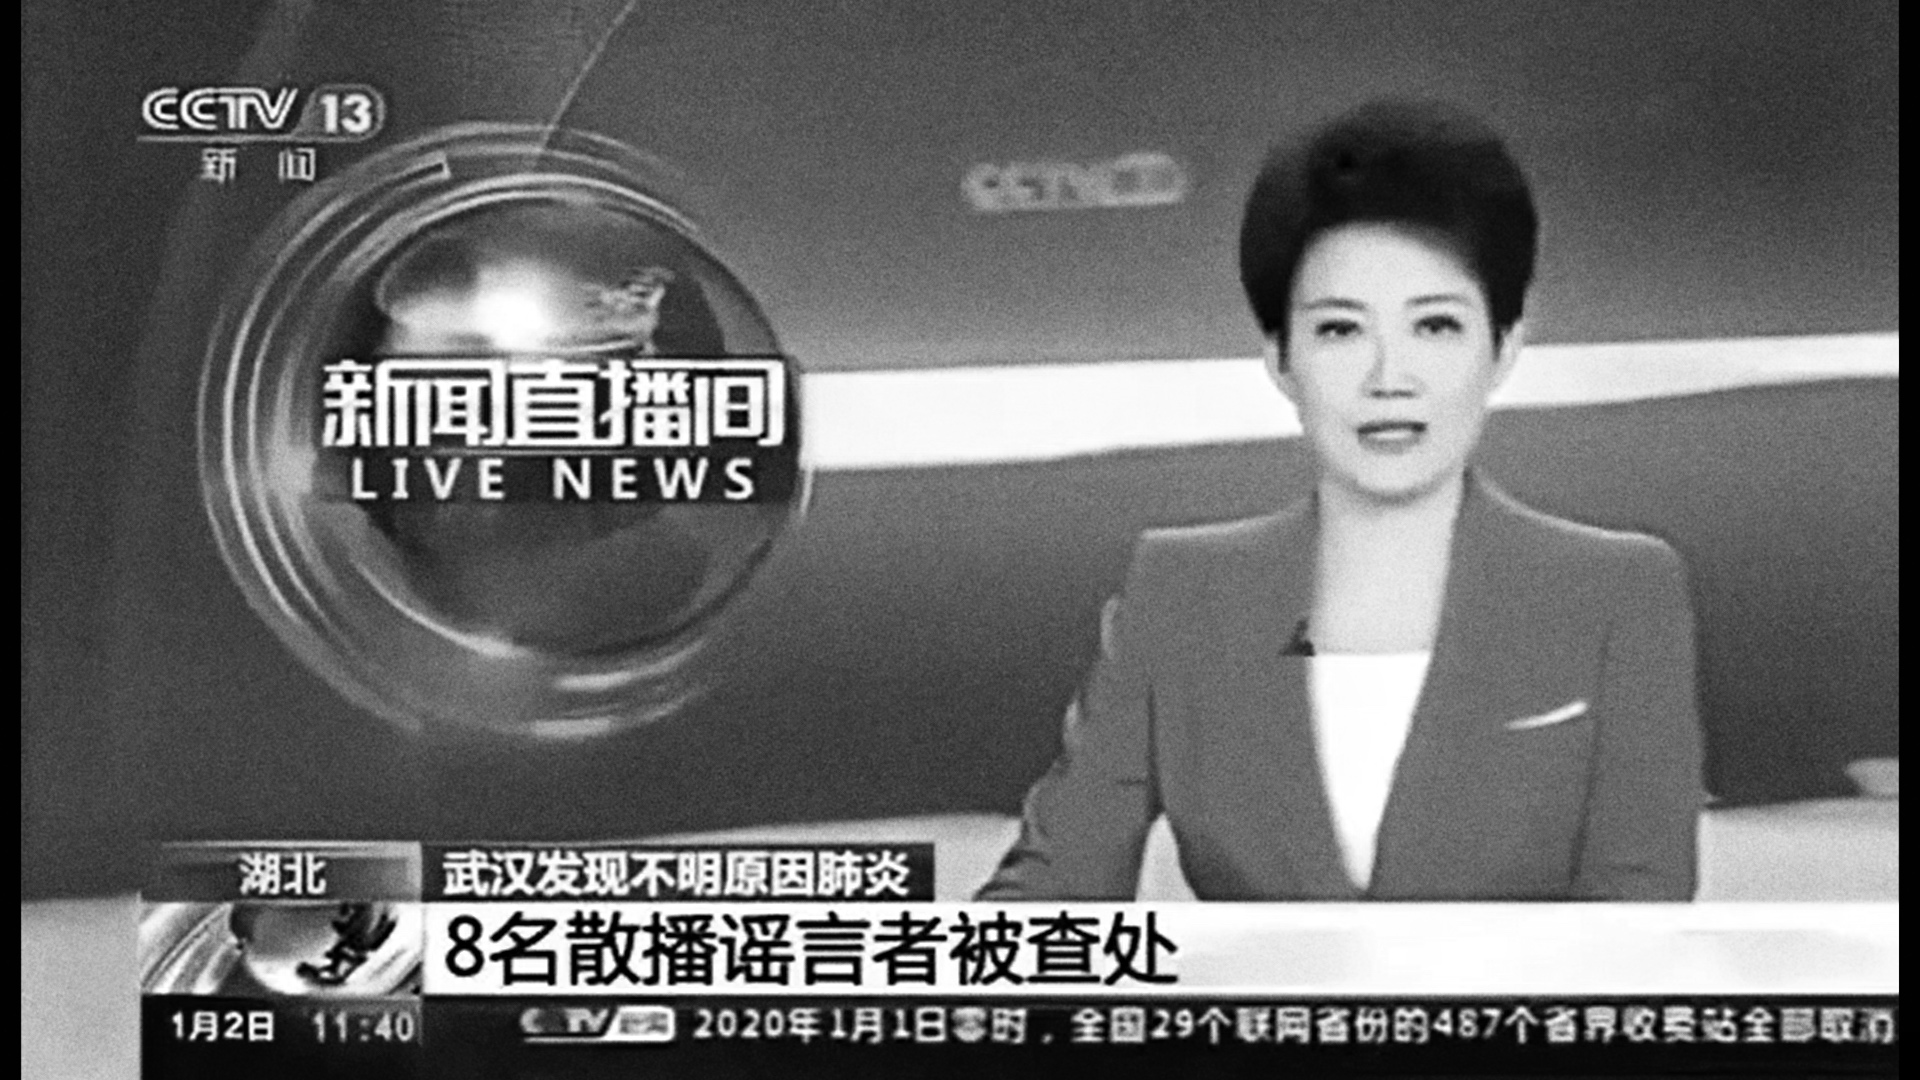 CCTV 13
新闻
新闻直播间
LIVE NEWS
湖北
武汉发现不明原因肺炎
8名散播谣言者被查处
1月2日 11:40
CCTV 2020年1月1日零时，全国29个联网省份的487个省界收费站全部取消